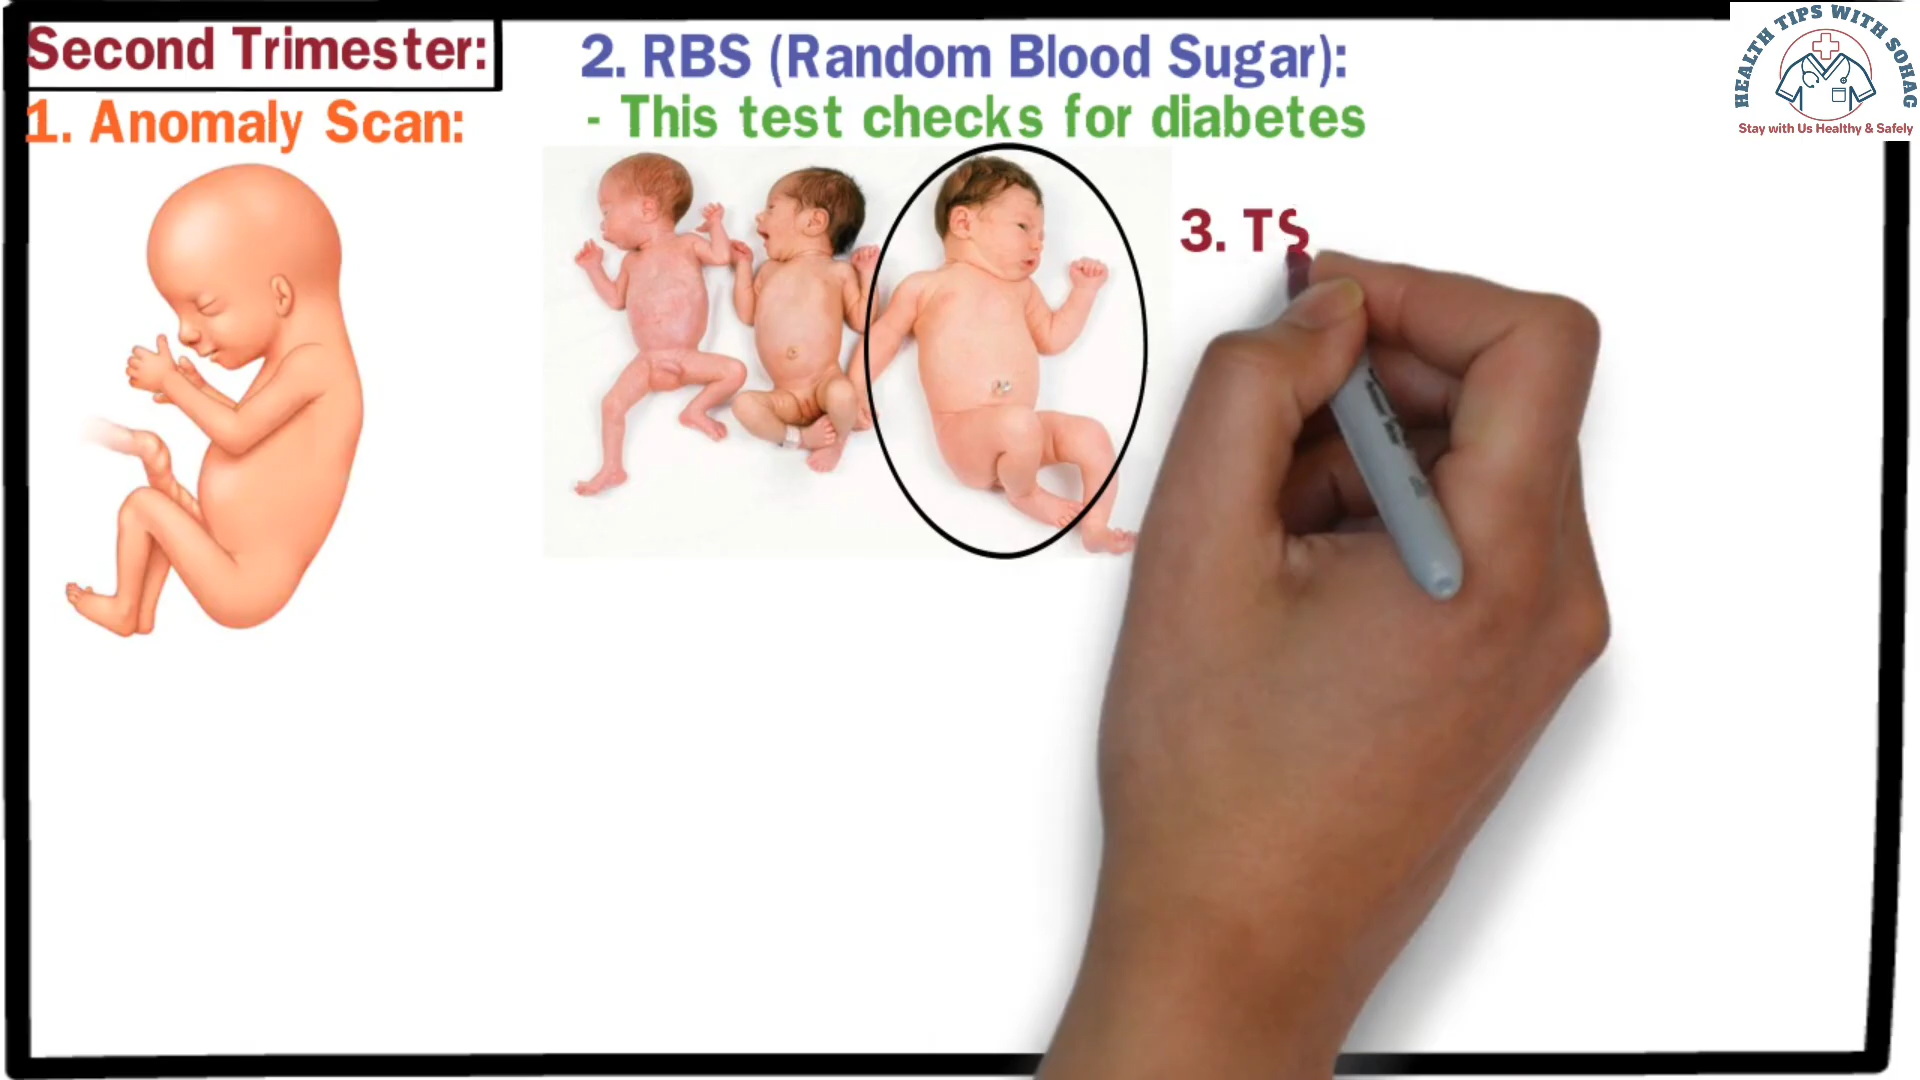 Second Trimester:
1. Anomaly Scan:
2. RBS (Random Blood Sugar):
- This test checks for diabetes
3. TS
HEALTH TIPS WITH SOHAG
Stay with Us Healthy & Safely